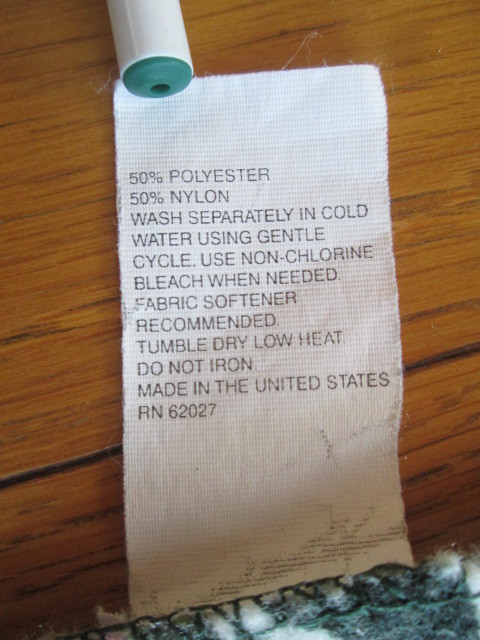 50% POLYESTER
50% NYLON
WASH SEPARATELY IN COLD
WATER USING GENTLE
CYCLE. USE NON-CHLORINE
BLEACH WHEN NEEDED.
FABRIC SOFTENER
RECOMMENDED.
TUMBLE DRY LOW HEAT.
DO NOT IRON
MADE IN THE UNITED STATES
RN 62027